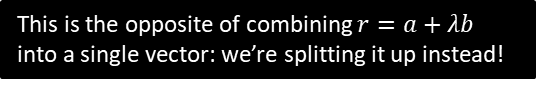 This is the opposite of combining 𝑟 = 𝑎 + 𝜆𝑏
into a single vector: we’re splitting it up instead!